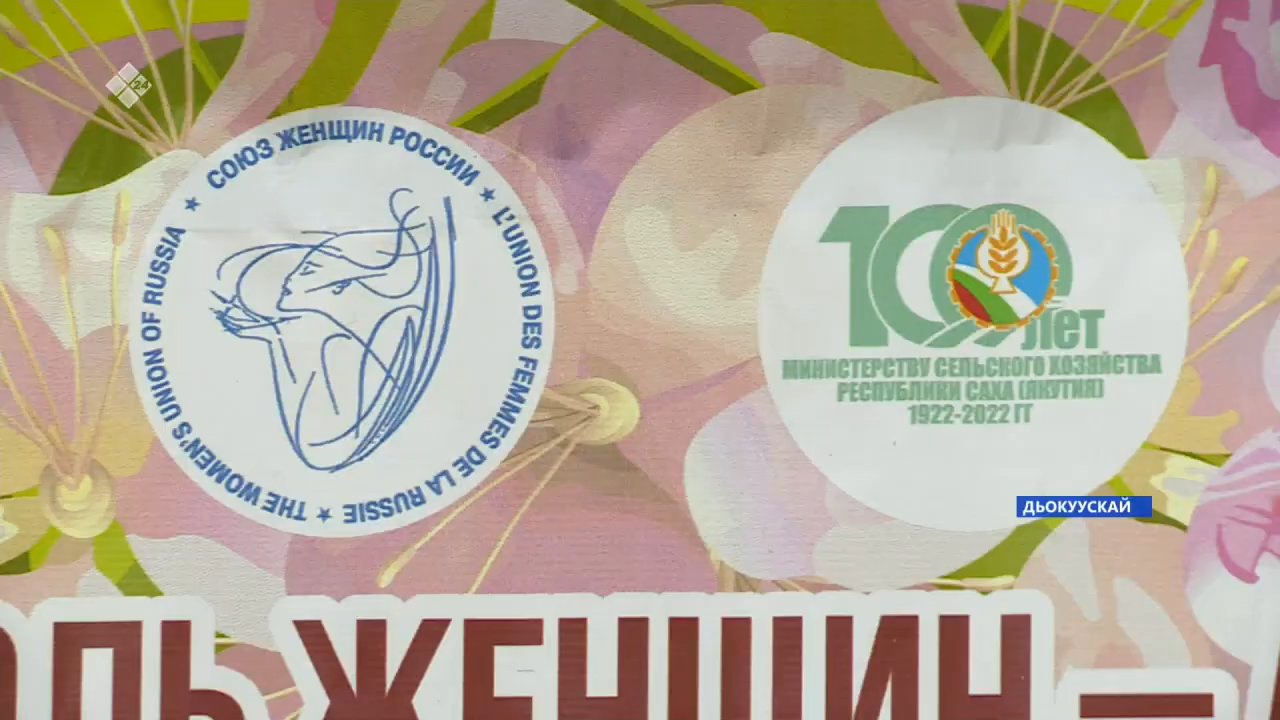 24
СОЮЗ ЖЕНЩИН РОССИИ ★ L'UNION DES FEMMES DE LA RUSSIE ★ THE WOMEN'S UNION OF RUSSIA ★
100 лет
МИНИСТЕРСТВУ СЕЛЬСКОГО ХОЗЯЙСТВА
РЕСПУБЛИКИ САХА (ЯКУТИЯ)
1922-2022 ГГ
ДЬОКУУСКАЙ
ЖЕНЩИН —